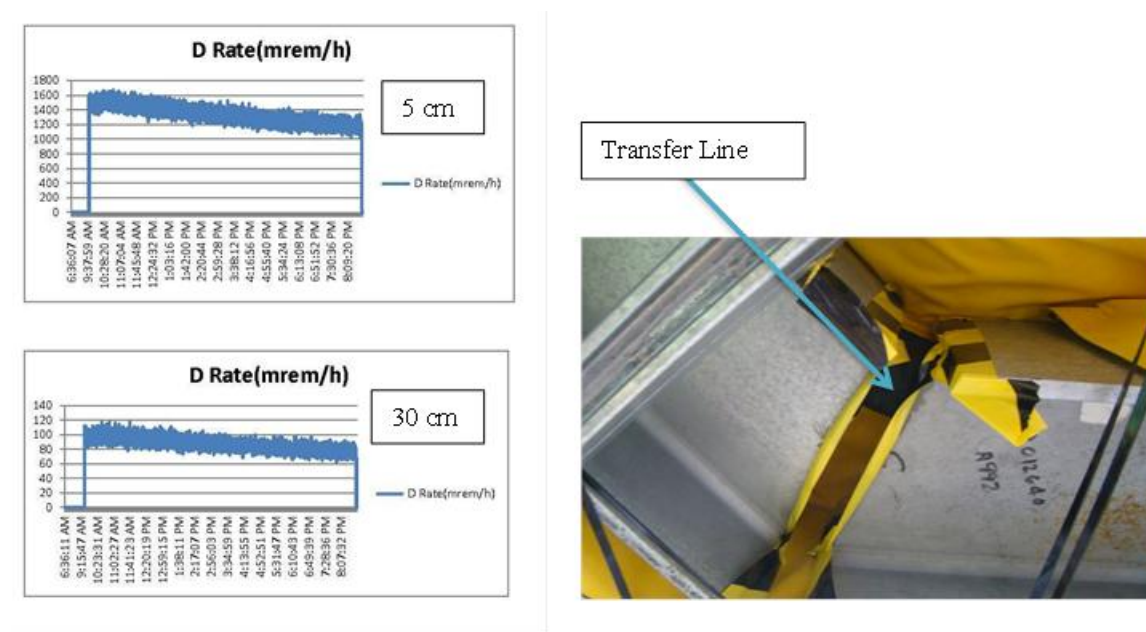 D Rate(mrem/h)
1800
1600
1400
1200
1000
800
600
400
200
0
5 cm
D Rate(mrem/h)
6:36:07 AM
9:37:59 AM
10:28:20 AM
11:07:04 AM
11:45:48 AM
12:24:32 PM
1:03:16 PM
1:42:00 PM
2:20:44 PM
2:59:28 PM
3:38:12 PM
4:16:56 PM
4:55:40 PM
5:34:24 PM
6:13:08 PM
6:51:52 PM
7:30:36 PM
8:09:20 PM
D Rate(mrem/h)
140
120
100
80
60
40
20
0
30 cm
D Rate(mrem/h)
6:36:11 AM
9:15:47 AM
10:23:31 AM
11:02:27 AM
11:41:23 AM
12:20:19 PM
12:59:15 PM
1:38:11 PM
2:17:07 PM
2:56:03 PM
3:34:59 PM
4:13:55 PM
4:52:51 PM
5:31:47 PM
6:10:43 PM
6:49:39 PM
7:28:36 PM
8:07:32 PM
Transfer Line
A992